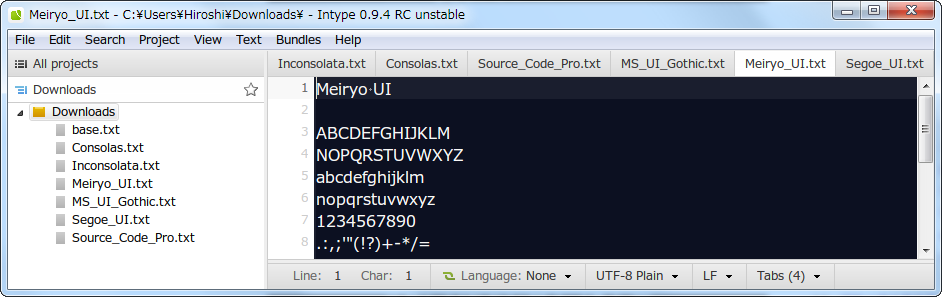 Meiryo_UI.txt - C:¥Users¥Hiroshi¥Downloads¥ - Intype 0.9.4 RC unstable
File Edit Search Project View Text Bundles Help
All projects
Downloads
Downloads
base.txt
Consolas.txt
Inconsolata.txt
Meiryo_UI.txt
MS_UI_Gothic.txt
Segoe_UI.txt
Source_Code_Pro.txt
Inconsolata.txt Consolas.txt Source_Code_Pro.txt MS_UI_Gothic.txt Meiryo_UI.txt Segoe_UI.txt
1 Meiryo·UI
2
3 ABCDEFGHIJKLM
4 NOPQRSTUVWXYZ
5 abcdefghijklm
6 nopqrstuvwxyz
7 1234567890
8 .:,;'"(!?)+-*/=
Line: 1 Char: 1 Language: None UTF-8 Plain LF Tabs (4)